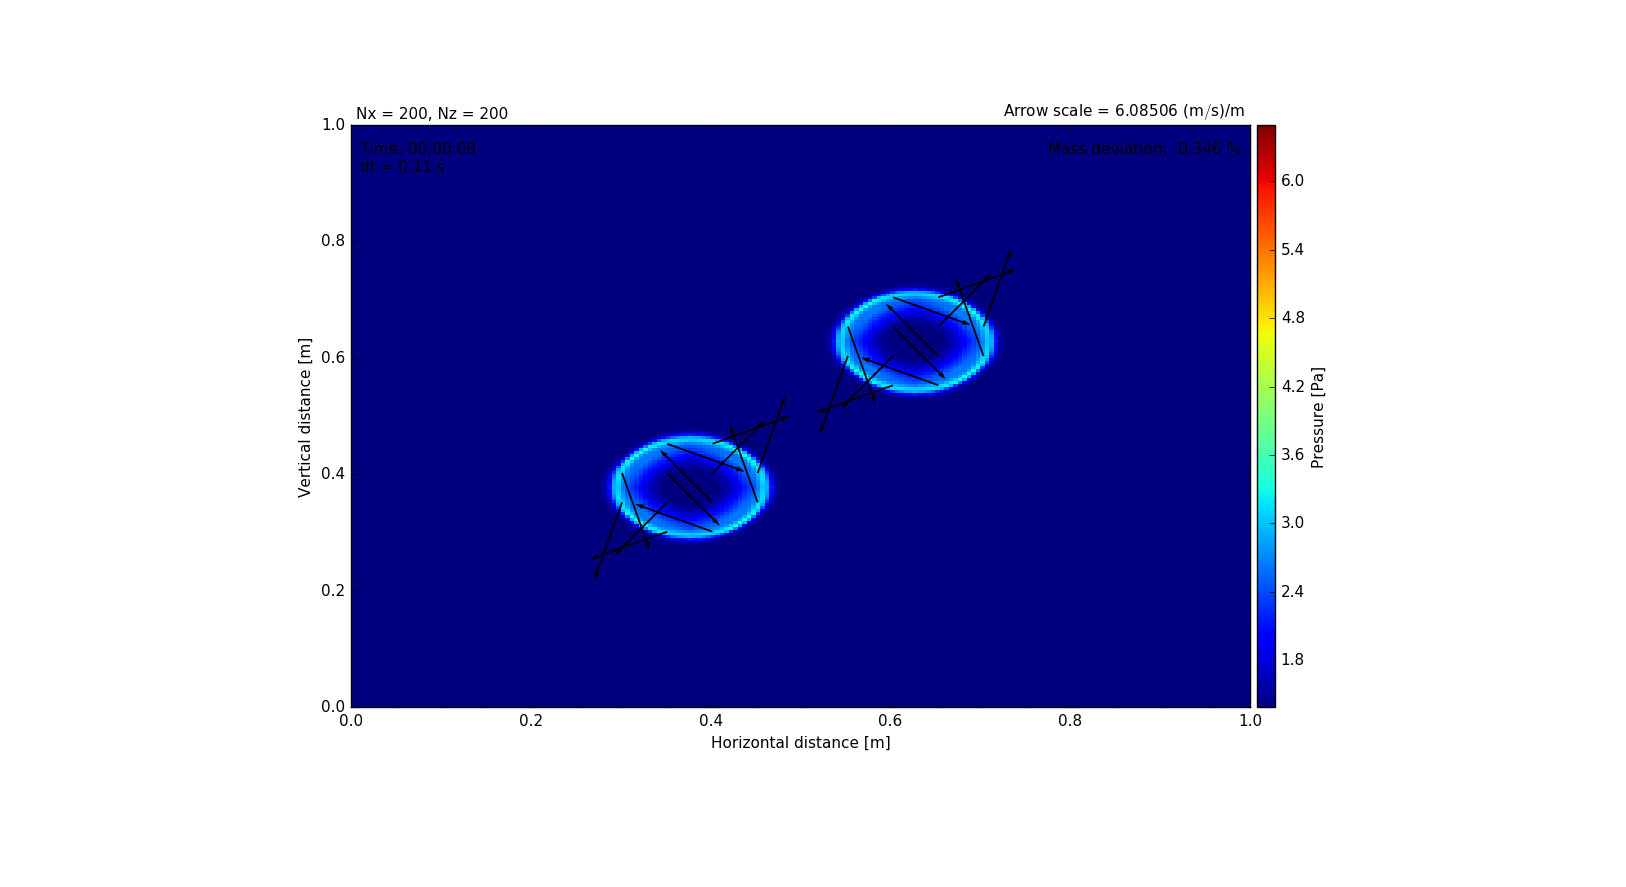 Nx = 200, Nz = 200
Arrow scale = 6.08506 (m/s)/m
Time: 00:00:09
dt = 0.11 s
Mass deviation: -0.346 %
1.0
0.8
0.6
0.4
0.2
0.0
Vertical distance [m]
0.0
0.2
0.4
0.6
0.8
1.0
Horizontal distance [m]
6.0
5.4
4.8
4.2
3.6
3.0
2.4
1.8
Pressure [Pa]